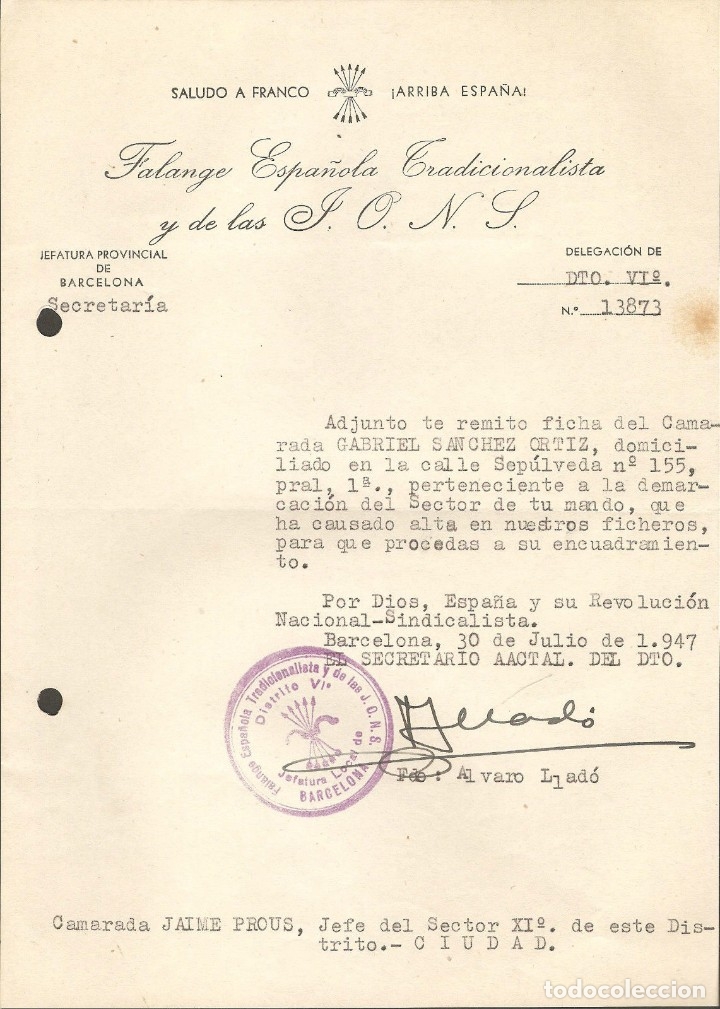 SALUDO A FRANCO ¡ARRIBA ESPAÑA!
Falange Española Tradicionalista
y de las J. O. N. S.
JEFATURA PROVINCIAL
DE
BARCELONA
Secretaría
DELEGACIÓN DE
DTO. VIº.
N.º 13873
Adjunto te remito ficha del Cama-
rada GABRIEL SANCHEZ ORTIZ, domici-
liado en la calle Sepúlveda nº 155,
pral, 1ª., perteneciente a la demar-
cación del Sector de tu mando, que
ha causado alta en nuestros ficheros,
para que procedas a su encuadramien-
to.
Por Dios, España y su Revolución
Nacional-Sindicalista.
Barcelona, 30 de Julio de 1.947
EL SECRETARIO AACTAL. DEL DTO.
Falange Española Tradicionalista y de las J. O. N. S.
Distrito VIº
Jefatura Local de
BARCELONA
Lladó
Fdo: Alvaro Lladó
Camarada JAIME PROUS, Jefe del Sector XIº. de este Dis-
trito.- C I U D A D.
todocoleccion